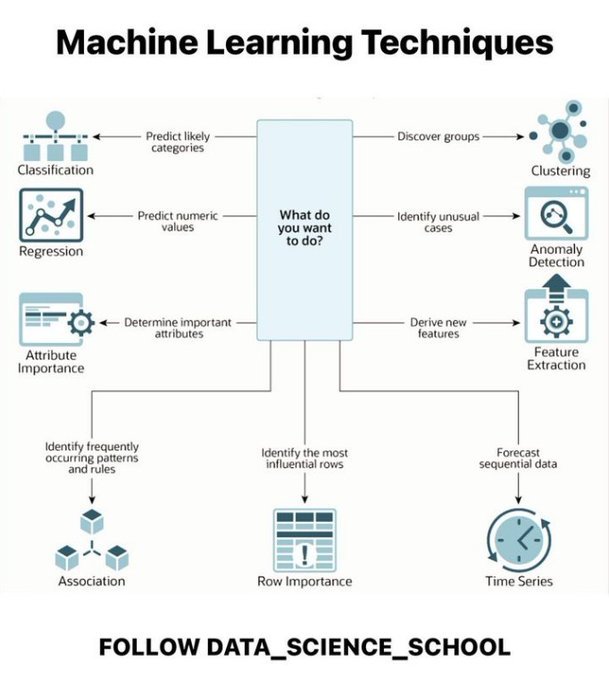 Machine Learning Techniques
Predict likely
categories
Classification
Discover groups
Clustering
Predict numeric
values
Regression
What do
you want
to do?
Identify unusual
cases
Anomaly
Detection
Determine important
attributes
Attribute
Importance
Derive new
features
Feature
Extraction
Identify frequently
occurring patterns
and rules
Association
Identify the most
influential rows
Row Importance
Forecast
sequential data
Time Series
FOLLOW DATA_SCIENCE_SCHOOL